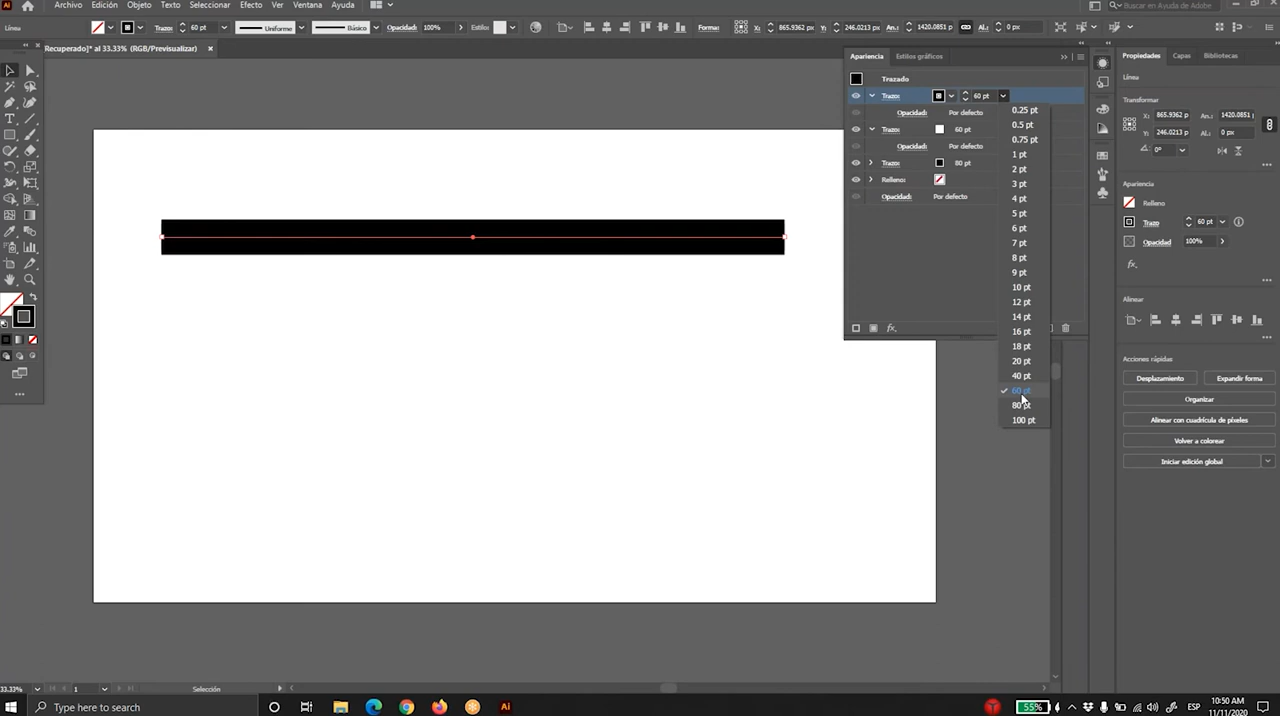 Archivo Edición Objeto Texto Seleccionar Efecto Ver Ventana Ayuda
Buscar en Ayuda de Adobe
Línea
Trazo: 60 pt
Uniforme
Básico
Opacidad: 100%
Estilo:
Formar
X: 865.9362 p
Y: 246.0213 p
An.: 1420.0851
Al.: 0 px
Recuperado]* al 33.33% (RGB/Previsualizar)
Apariencia Estilos gráficos
Trazado
Trazo: 60 pt
Opacidad: Por defecto
Trazo: 60 pt
Opacidad: Por defecto
Trazo: 80 pt
Relleno:
Opacidad: Por defecto
fx
0.25 pt
0.5 pt
0.75 pt
1 pt
2 pt
3 pt
4 pt
5 pt
6 pt
7 pt
8 pt
9 pt
10 pt
12 pt
14 pt
16 pt
18 pt
20 pt
40 pt
60 pt
80 pt
100 pt
Propiedades Capas Bibliotecas
Línea
Transformar
X: 865.9362 An.: 1420.0851
Y: 246.0213 p AL: 0 px
0°
Apariencia
Relleno
Trazo 60 pt
Opacidad 100%
fx.
Alinear
Acciones rápidas
Desplazamiento Expandir forma
Organizar
Alinear con cuadrícula de píxeles
Volver a colorear
Iniciar edición global
33.33% 1 Selección
Type here to search
Ai
55% ESP
10:50 AM
11/11/2020